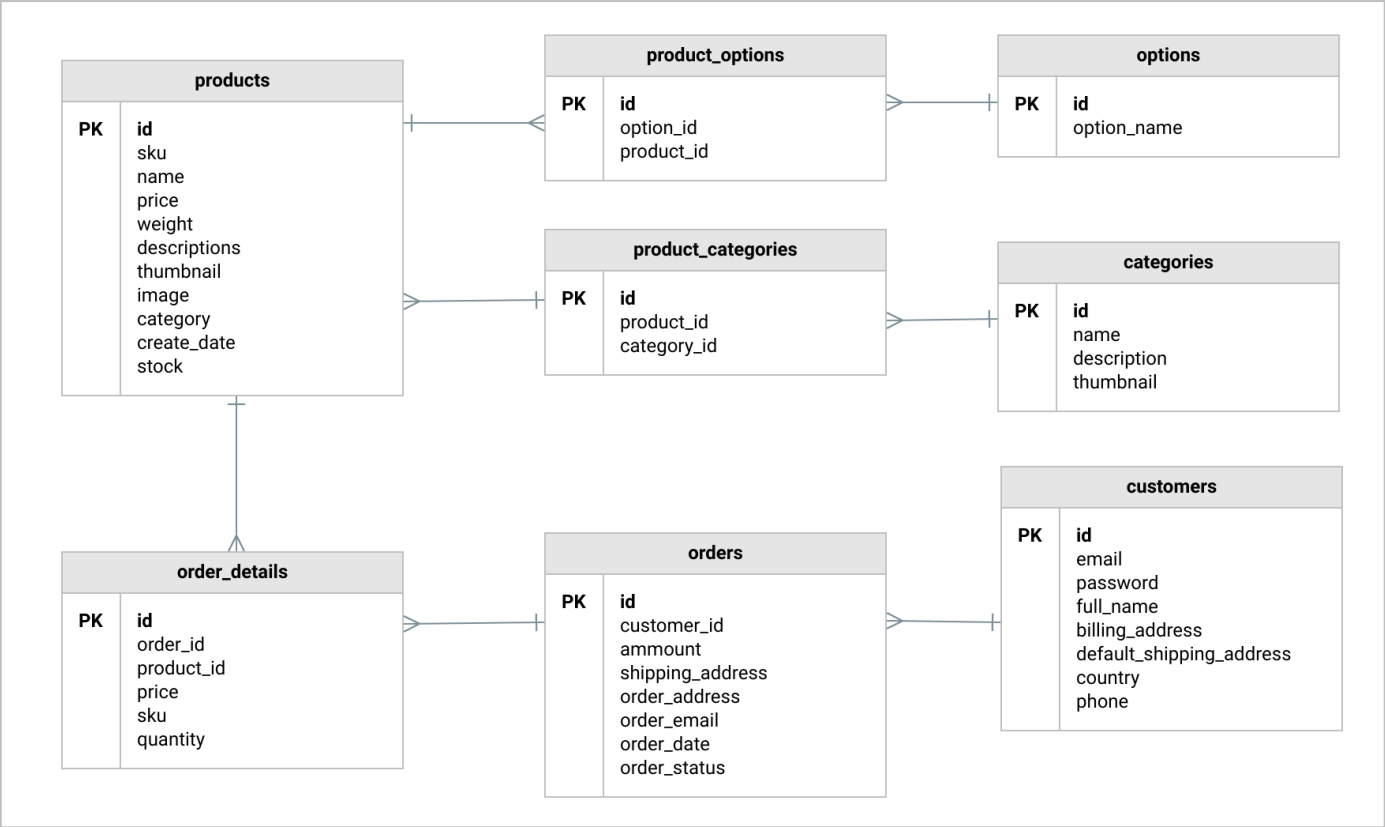 products
PK id
sku
name
price
weight
descriptions
thumbnail
image
category
create_date
stock
product_options
PK id
option_id
product_id
options
PK id
option_name
product_categories
PK id
product_id
category_id
categories
PK id
name
description
thumbnail
order_details
PK id
order_id
product_id
price
sku
quantity
orders
PK id
customer_id
ammount
shipping_address
order_address
order_email
order_date
order_status
customers
PK id
email
password
full_name
billing_address
default_shipping_address
country
phone